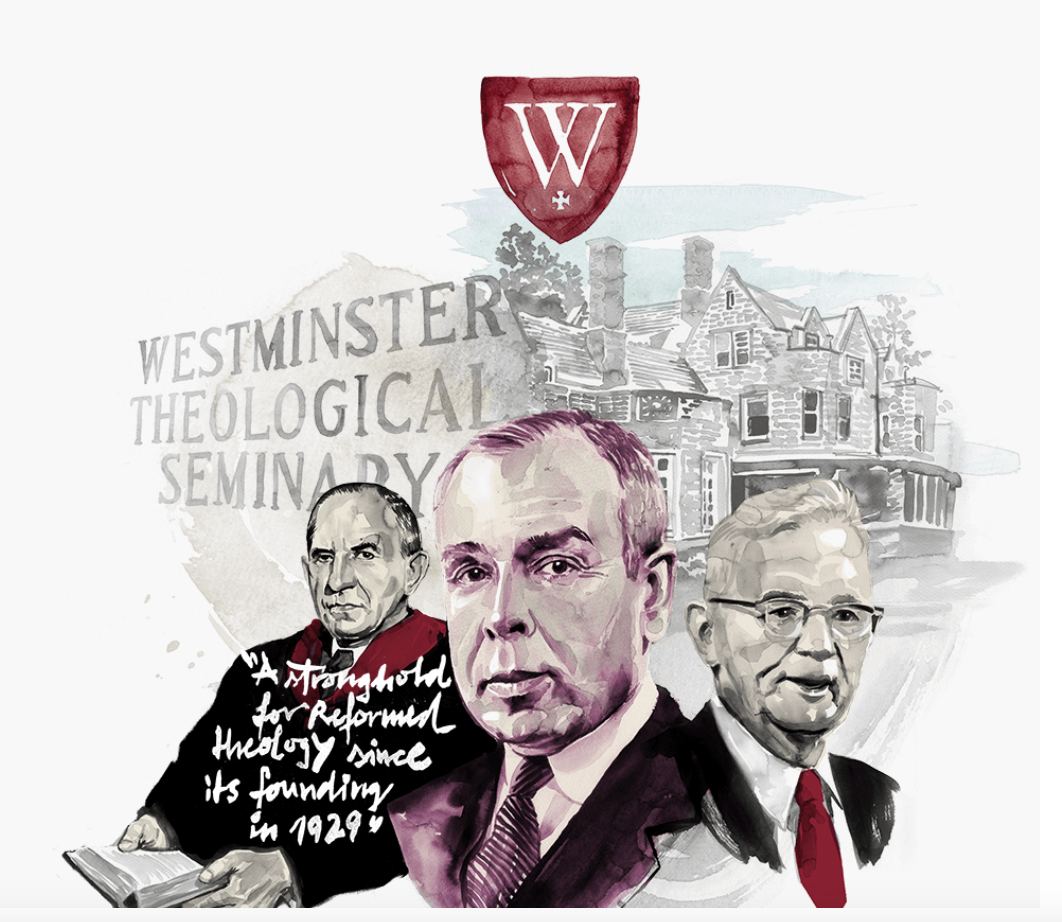 W
WESTMINSTER
THEOLOGICAL
SEMINARY
"A stronghold
for Reformed
theology since
its founding
in 1929"